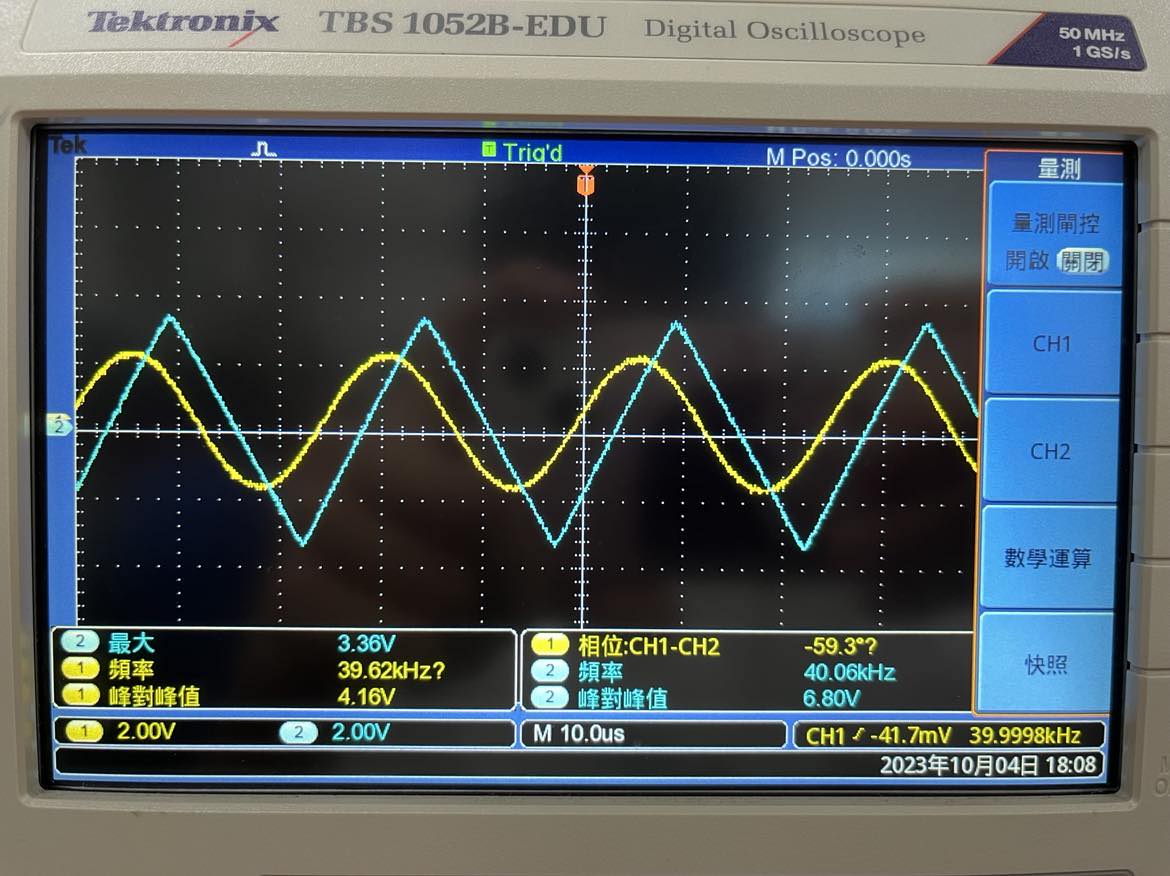 Tektronix TBS 1052B-EDU Digital Oscilloscope 50 MHz
1 GS/s
Tek T Trig'd M Pos: 0.000s
量測
T
量測閘控
開啟 關閉
CH1
2
CH2
數學運算
快照
2 最大 3.36V
1 頻率 39.62kHz?
1 峰對峰值 4.16V
1 相位:CH1-CH2 -59.3°?
2 頻率 40.06kHz
2 峰對峰值 6.80V
1 2.00V 2 2.00V M 10.0us CH1 -41.7mV 39.9998kHz
2023年10月04日 18:08